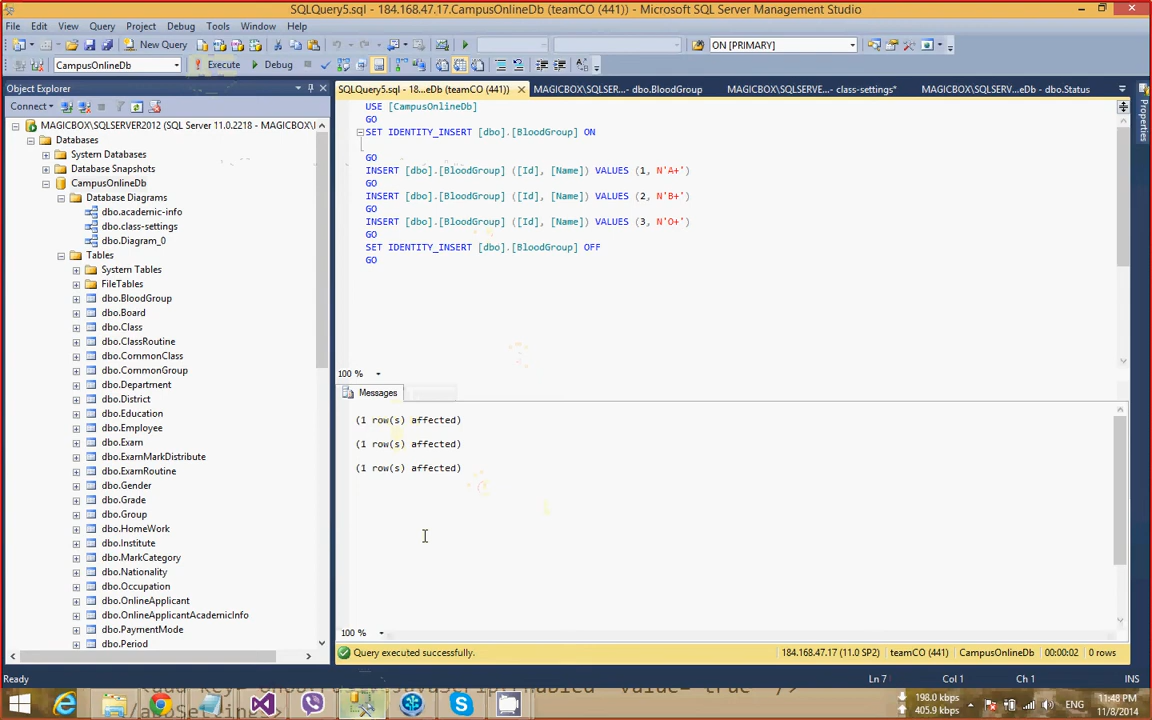 SQLQuery5.sql - 184.168.47.17.CampusOnlineDb (teamCO (441)) - Microsoft SQL Server Management Studio
File Edit View Query Project Debug Tools Window Help
New Query
ON [PRIMARY]
CampusOnlineDb
Execute
Debug
Object Explorer
Connect
SQLQuery5.sql - 18...eDb (teamCO (441))
MAGICBOX\SQLSER... - dbo.BloodGroup
MAGICBOX\SQLSERVE... - class-settings*
MAGICBOX\SQLSERV...eDb - dbo.Status
Properties
MAGICBOX\SQLSERVER2012 (SQL Server 11.0.2218 - MAGICBOX\
Databases
System Databases
Database Snapshots
CampusOnlineDb
Database Diagrams
dbo.academic-info
dbo.class-settings
dbo.Diagram_0
Tables
System Tables
FileTables
dbo.BloodGroup
dbo.Board
dbo.Class
dbo.ClassRoutine
dbo.CommonClass
dbo.CommonGroup
dbo.Department
dbo.District
dbo.Education
dbo.Employee
dbo.Exam
dbo.ExamMarkDistribute
dbo.ExamRoutine
dbo.Gender
dbo.Grade
dbo.Group
dbo.HomeWork
dbo.Institute
dbo.MarkCategory
dbo.Nationality
dbo.Occupation
dbo.OnlineApplicant
dbo.OnlineApplicantAcademicInfo
dbo.PaymentMode
dbo.Period
USE [CampusOnlineDb]
GO
SET IDENTITY_INSERT [dbo].[BloodGroup] ON
GO
INSERT [dbo].[BloodGroup] ([Id], [Name]) VALUES (1, N'A+')
GO
INSERT [dbo].[BloodGroup] ([Id], [Name]) VALUES (2, N'B+')
GO
INSERT [dbo].[BloodGroup] ([Id], [Name]) VALUES (3, N'O+')
GO
SET IDENTITY_INSERT [dbo].[BloodGroup] OFF
GO
100 %
Messages
(1 row(s) affected)
(1 row(s) affected)
(1 row(s) affected)
100 %
Query executed successfully.
184.168.47.17 (11.0 SP2)
teamCO (441)
CampusOnlineDb
00:00:02
0 rows
Ready
Ln 7
Col 1
Ch 1
INS
198.0 kbps
405.9 kbps
ENG
11:48 PM
11/8/2014